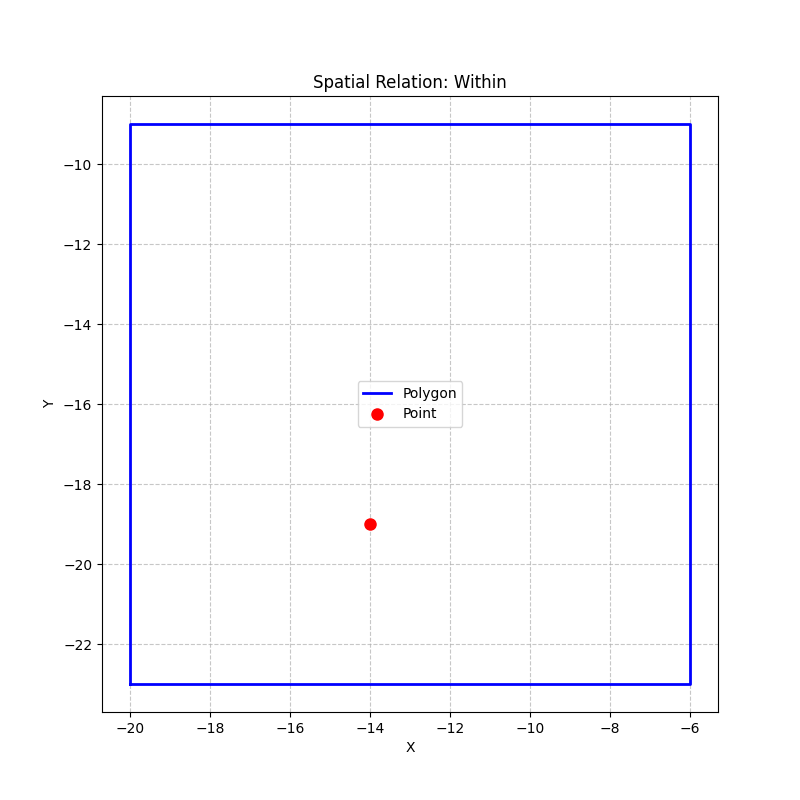 Spatial Relation: Within
−10
−12
−14
−16
−18
−20
−22
Y
Polygon
Point
−20 −18 −16 −14 −12 −10 −8 −6
X